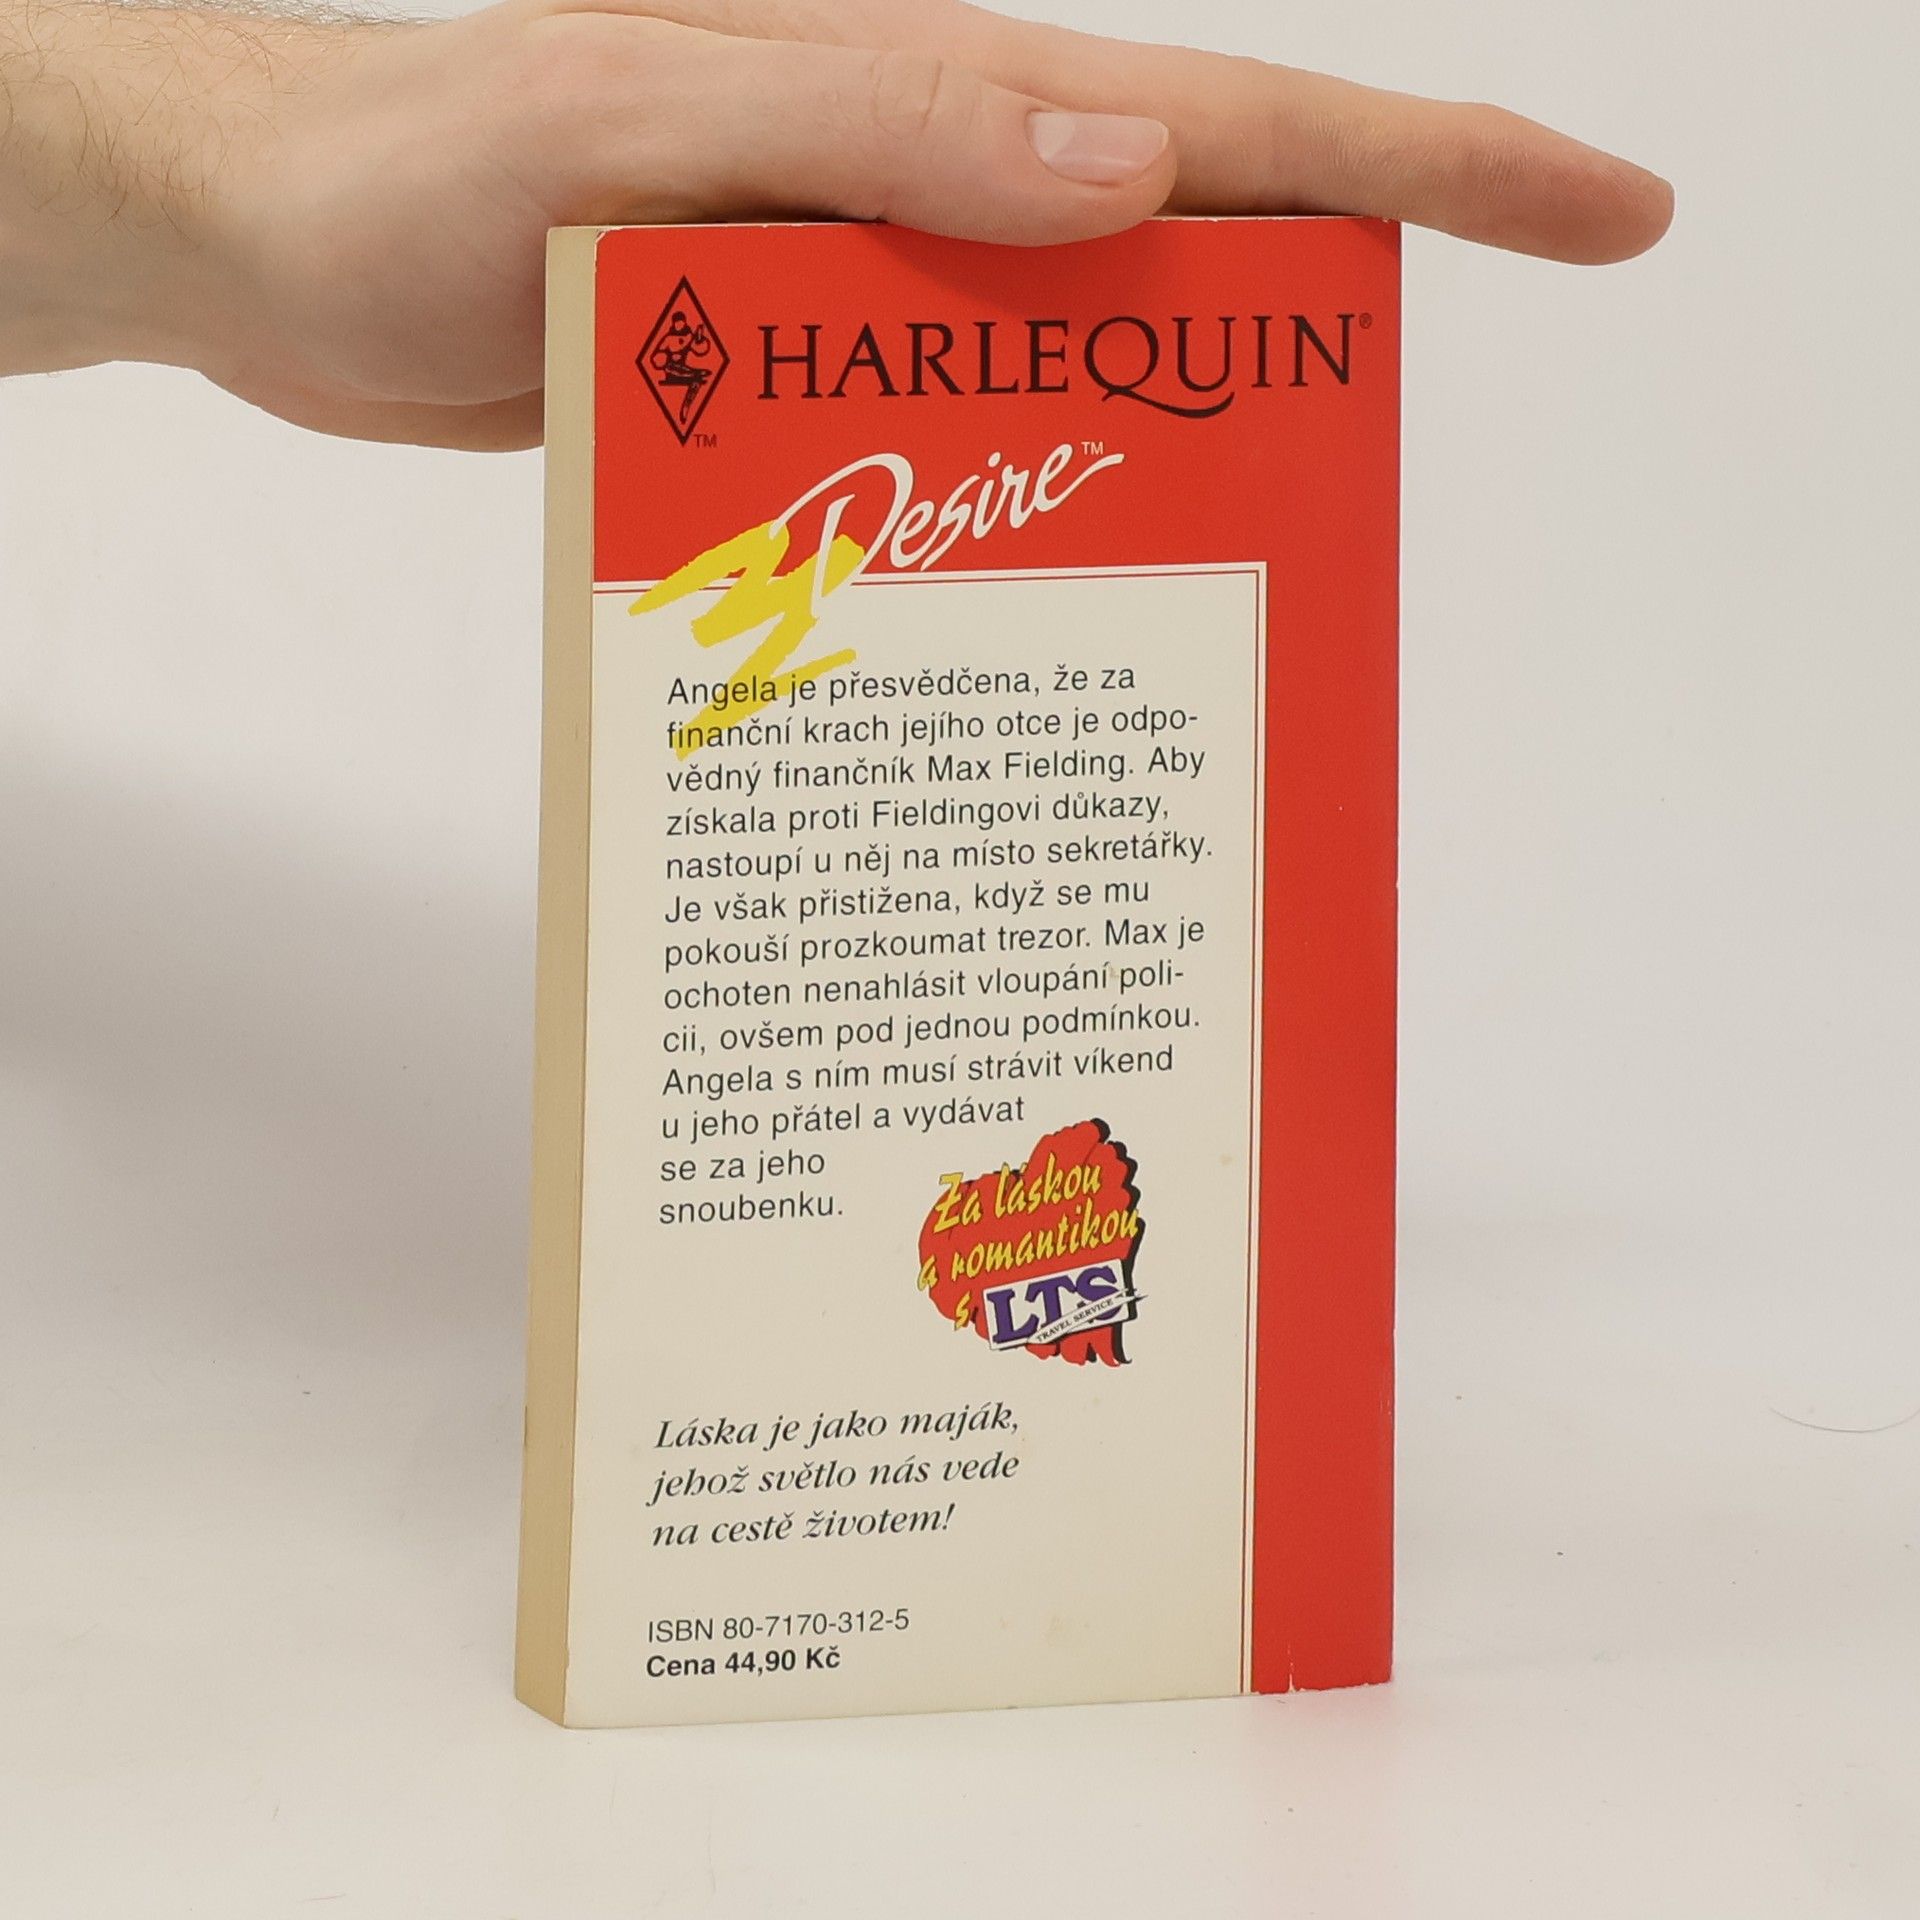 HARLEQUIN®
TM
Desire™
Angela je přesvědčena, že za
finanční krach jejího otce je odpo-
vědný finančník Max Fielding. Aby
získala proti Fieldingovi důkazy,
nastoupí u něj na místo sekretářky.
Je však přistižena, když se mu
pokouší prozkoumat trezor. Max je
ochoten nenahlásit vloupání poli-
cii, ovšem pod jednou podmínkou.
Angela s ním musí strávit víkend
u jeho přátel a vydávat
se za jeho
snoubenku.
Za láskou
a romantikou
s LTS
TRAVEL SERVICE
Láska je jako maják,
jehož světlo nás vede
na cestě životem!
ISBN 80-7170-312-5
Cena 44,90 Kč